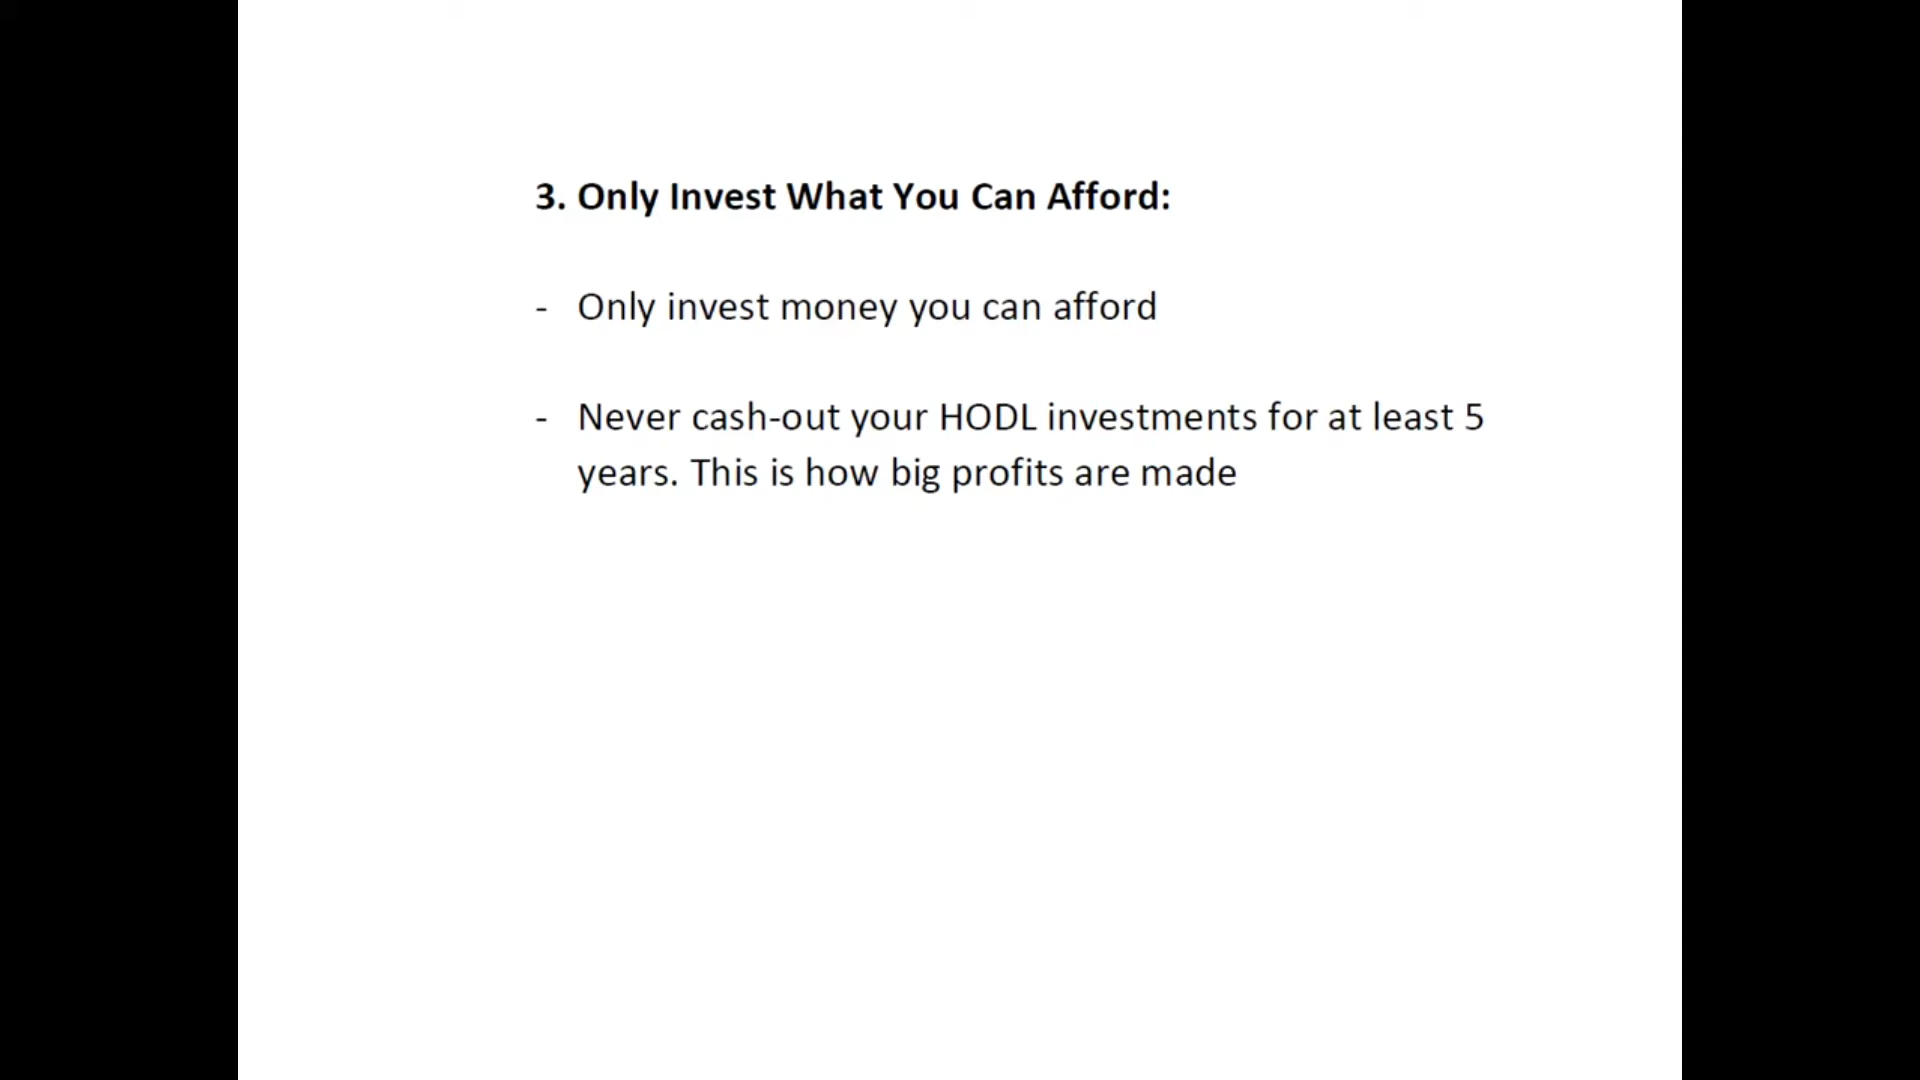 3. Only Invest What You Can Afford:
- Only invest money you can afford
- Never cash-out your HODL investments for at least 5
years. This is how big profits are made